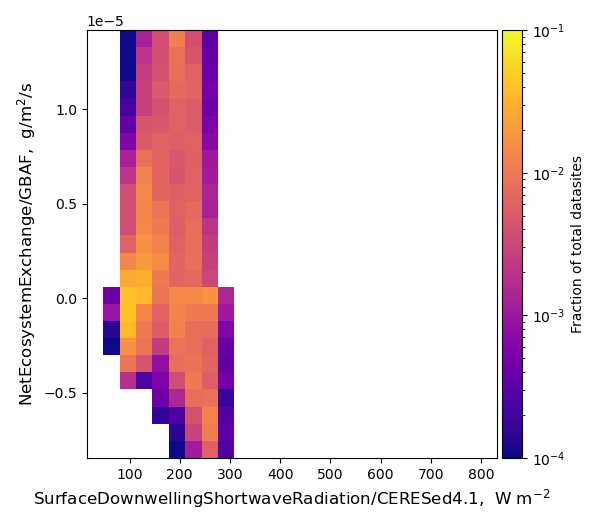 1e−5
1.0
0.5
0.0
−0.5
NetEcosystemExchange/GBAF,  g/m²/s
100 200 300 400 500 600 700 800
SurfaceDownwellingShortwaveRadiation/CERESed4.1,  W m⁻²
10⁻¹
10⁻²
10⁻³
10⁻⁴
Fraction of total datasites